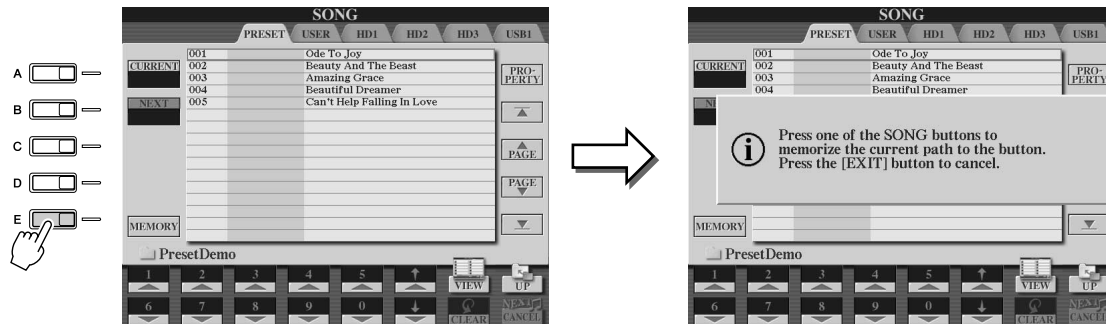 A
B
C
D
E
SONG
PRESET USER HD1 HD2 HD3 USB1
CURRENT
NEXT
MEMORY
001 Ode To Joy
002 Beauty And The Beast
003 Amazing Grace
004 Beautiful Dreamer
005 Can't Help Falling In Love
PRO-
PERTY
PAGE
PAGE
PresetDemo
1 2 3 4 5 VIEW UP
6 7 8 9 0 CLEAR NEXT
CANCEL
SONG
PRESET USER HD1 HD2 HD3 USB1
CURRENT
001 Ode To Joy
002 Beauty And The Beast
003 Amazing Grace
004 Beautiful Dreamer
PRO-
PERTY
NE
Press one of the SONG buttons to
memorize the current path to the button.
Press the [EXIT] button to cancel.
MEMORY
PresetDemo
1 2 3 4 5 VIEW UP
6 7 8 9 0 CLEAR NEXT
CANCEL